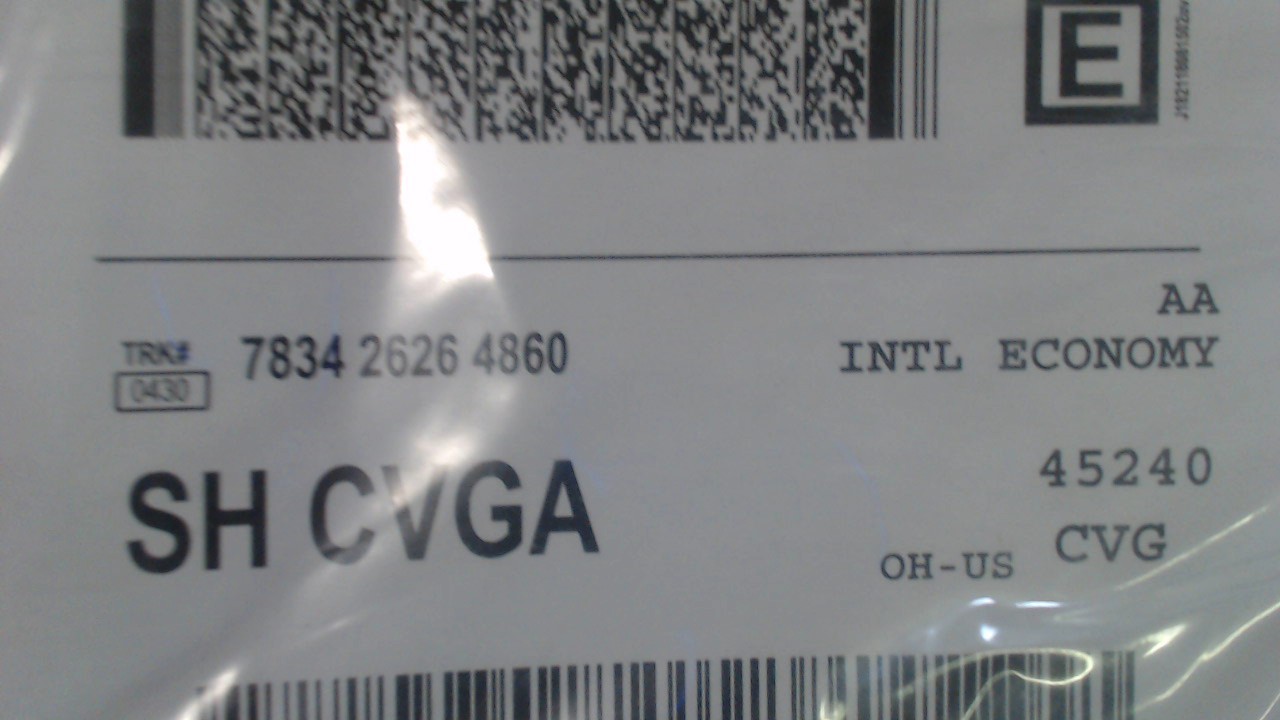 E
AA
TRK# 7834 2626 4860 INTL ECONOMY
0430
45240
SH CVGA
OH-US CVG